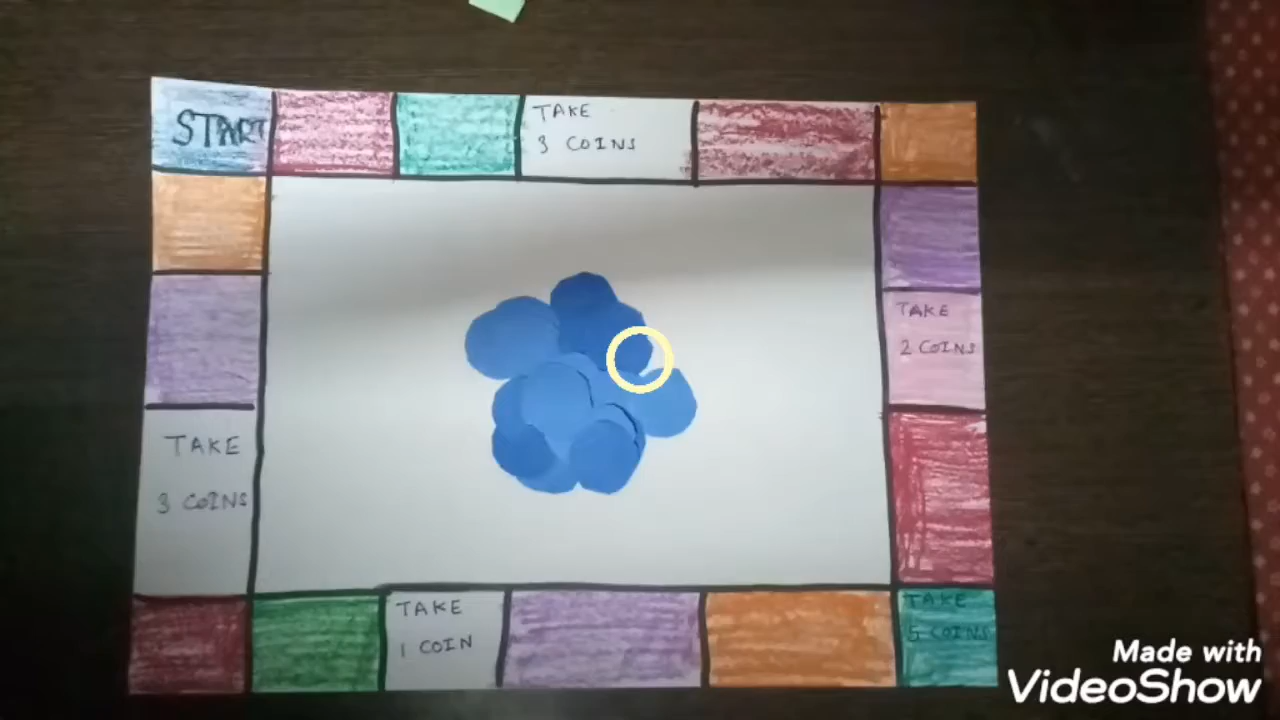 START
TAKE
3 COINS
TAKE
2 COINS
TAKE
3 COINS
TAKE
1 COIN
TAKE
5 COINS
Made with
VideoShow